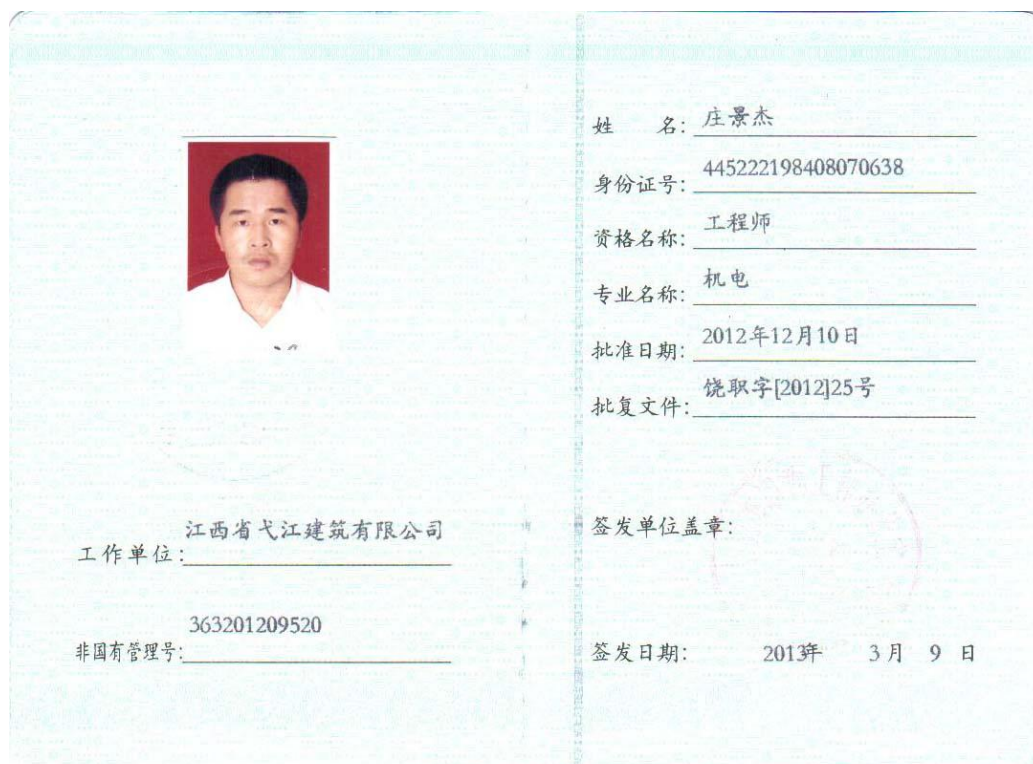 江西省弋江建筑有限公司
工作单位:
363201209520
非国有管理号:
姓 名: 庄景杰
身份证号: 445222198408070638
资格名称: 工程师
专业名称: 机电
批准日期: 2012年12月10日
批复文件: 饶职字[2012]25号
签发单位盖章:
签发日期: 2013年 3月 9 日